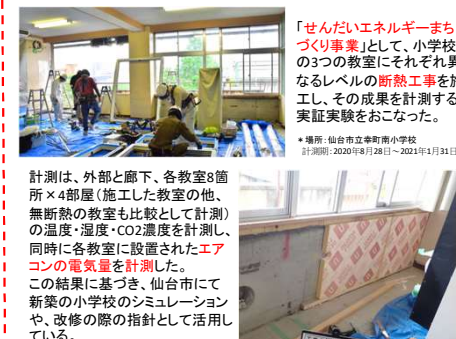 「せんだいエネルギーまち
づくり事業」として、小学校
の3つの教室にそれぞれ異
なるレベルの断熱工事を施
工し、その成果を計測する
実証実験をおこなった。
＊場所：仙台市立幸町南小学校
計測期：2020年8月28日～2021年1月31日
計測は、外部と廊下、各教室8箇
所×4部屋(施工した教室の他、
無断熱の教室も比較として計測)
の温度・湿度・CO2濃度を計測し、
同時に各教室に設置されたエア
コンの電気量を計測した。
この結果に基づき、仙台市にて
新築の小学校のシミュレーション
や、改修の際の指針として活用し
ている。